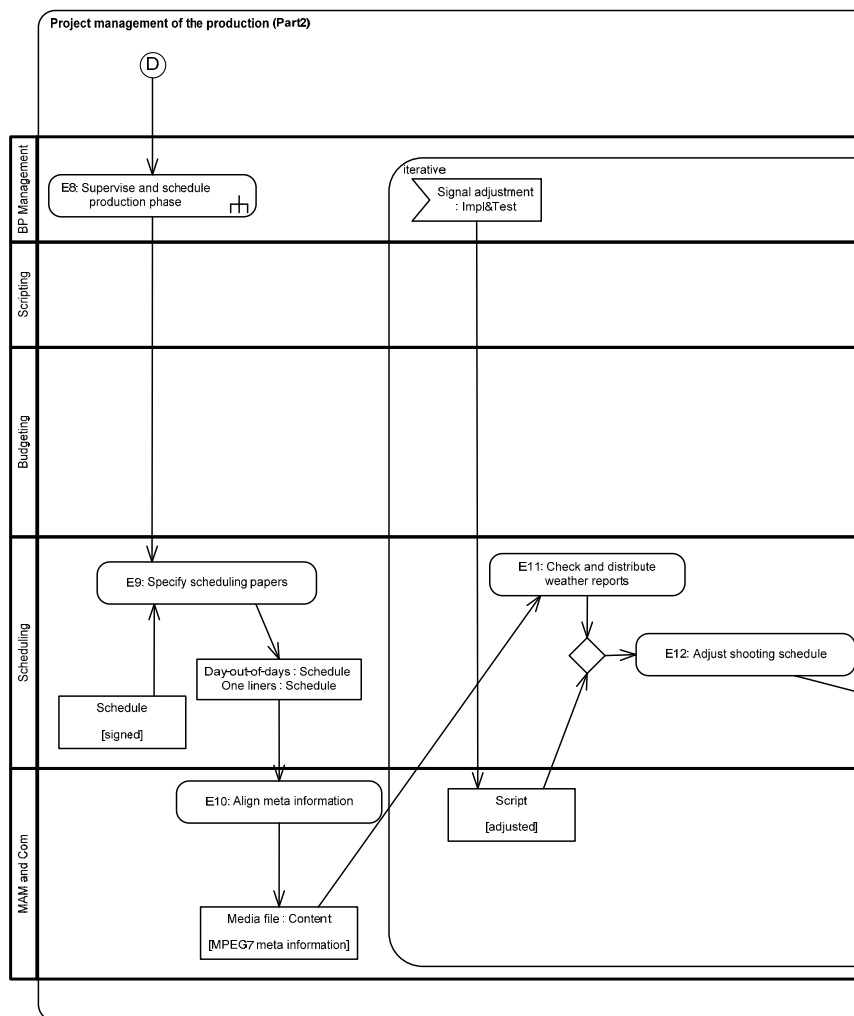 Project management of the production (Part2)
D
BP Management
E8: Supervise and schedule
production phase
iterative
Signal adjustment
: Impl&Test
Scripting
Budgeting
Scheduling
E9: Specify scheduling papers
E11: Check and distribute
weather reports
E12: Adjust shooting schedule
Day-out-of-days : Schedule
One liners : Schedule
Schedule
[signed]
MAM and Com
E10: Align meta information
Script
[adjusted]
Media file : Content
[MPEG7 meta information]